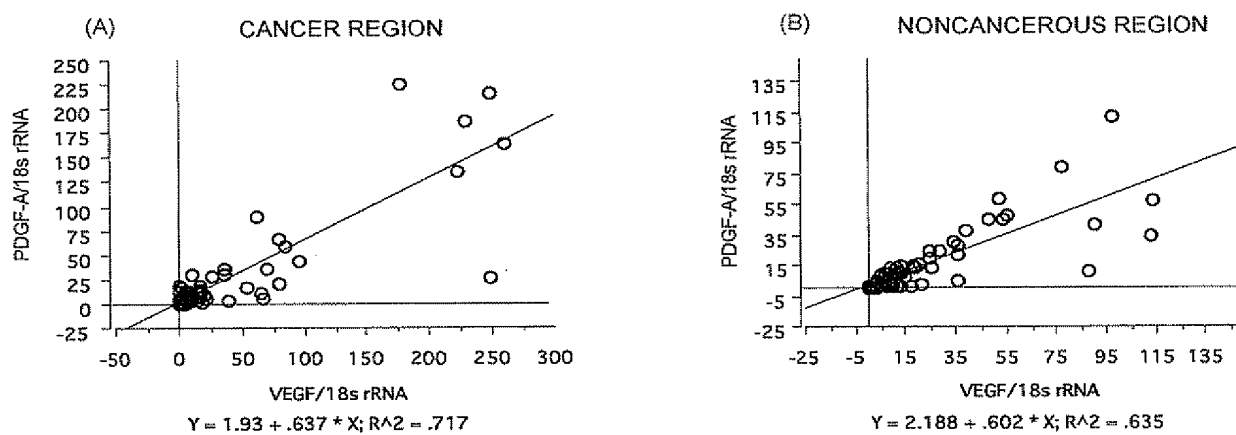 (A) CANCER REGION
PDGF-A/18s rRNA
250
225
200
175
150
125
100
75
50
25
0
-25
-50 0 50 100 150 200 250 300
VEGF/18s rRNA
Y = 1.93 + .637 * X; R^2 = .717
(B) NONCANCEROUS REGION
PDGF-A/18s rRNA
135
115
95
75
55
35
15
-5
-25
-25 -5 15 35 55 75 95 115 135
VEGF/18s rRNA
Y = 2.188 + .602 * X; R^2 = .635